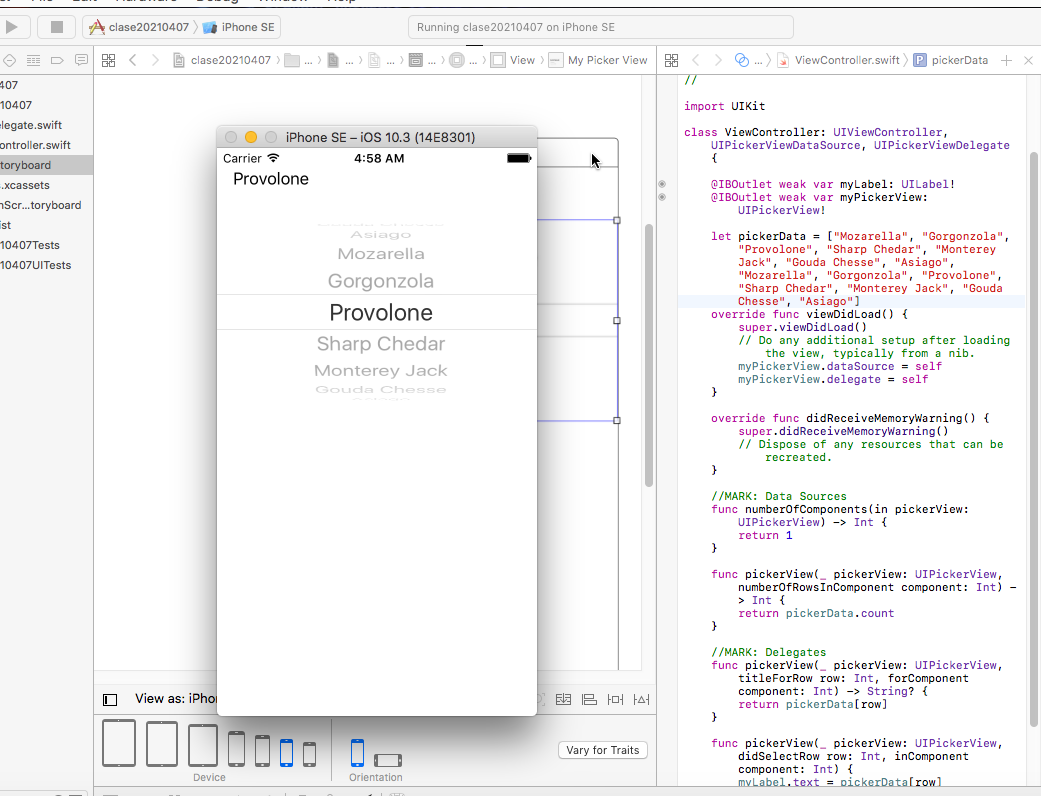 clase20210407 〉 iPhone SE
Running clase20210407 on iPhone SE
clase20210407 〉 ... 〉 ... 〉 ... 〉 ... 〉 ... 〉 View 〉 My Picker View
... 〉 ViewController.swift 〉 P pickerData
407
10407
elegate.swift
ontroller.swift
toryboard
.xcassets
nScr...toryboard
ist
10407Tests
10407UITests
iPhone SE – iOS 10.3 (14E8301)
Carrier 4:58 AM
Provolone
Asiago
Mozarella
Gorgonzola
Provolone
Sharp Chedar
Monterey Jack
Gouda Chesse
View as: iPhon
Device
Orientation
Vary for Traits
//
import UIKit
class ViewController: UIViewController,
UIPickerViewDataSource, UIPickerViewDelegate
{
@IBOutlet weak var myLabel: UILabel!
@IBOutlet weak var myPickerView:
UIPickerView!
let pickerData = ["Mozarella", "Gorgonzola",
"Provolone", "Sharp Chedar", "Monterey
Jack", "Gouda Chesse", "Asiago",
"Mozarella", "Gorgonzola", "Provolone",
"Sharp Chedar", "Monterey Jack", "Gouda
Chesse", "Asiago"]
override func viewDidLoad() {
super.viewDidLoad()
// Do any additional setup after loading
the view, typically from a nib.
myPickerView.dataSource = self
myPickerView.delegate = self
}
override func didReceiveMemoryWarning() {
super.didReceiveMemoryWarning()
// Dispose of any resources that can be
recreated.
}
//MARK: Data Sources
func numberOfComponents(in pickerView:
UIPickerView) -> Int {
return 1
}
func pickerView(_ pickerView: UIPickerView,
numberOfRowsInComponent component: Int) -
> Int {
return pickerData.count
}
//MARK: Delegates
func pickerView(_ pickerView: UIPickerView,
titleForRow row: Int, forComponent
component: Int) -> String? {
return pickerData[row]
}
func pickerView(_ pickerView: UIPickerView,
didSelectRow row: Int, inComponent
component: Int) {
myLabel.text = pickerData[row]